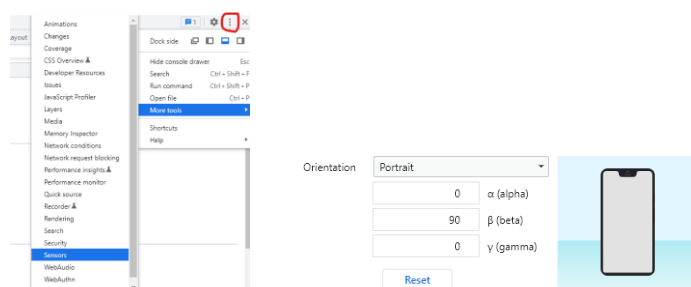 Animations
Changes
Coverage
CSS Overview
Developer Resources
Issues
JavaScript Profiler
Layers
Media
Memory Inspector
Network conditions
Network request blocking
Performance insights
Performance monitor
Quick source
Recorder
Rendering
Search
Security
Sensors
WebAudio
WebAuthn
ayout
1
Dock side
Hide console drawer Esc
Search Ctrl + Shift + F
Run command Ctrl + Shift + P
Open file Ctrl + P
More tools
Shortcuts
Help
Orientation Portrait
0 α (alpha)
90 β (beta)
0 γ (gamma)
Reset